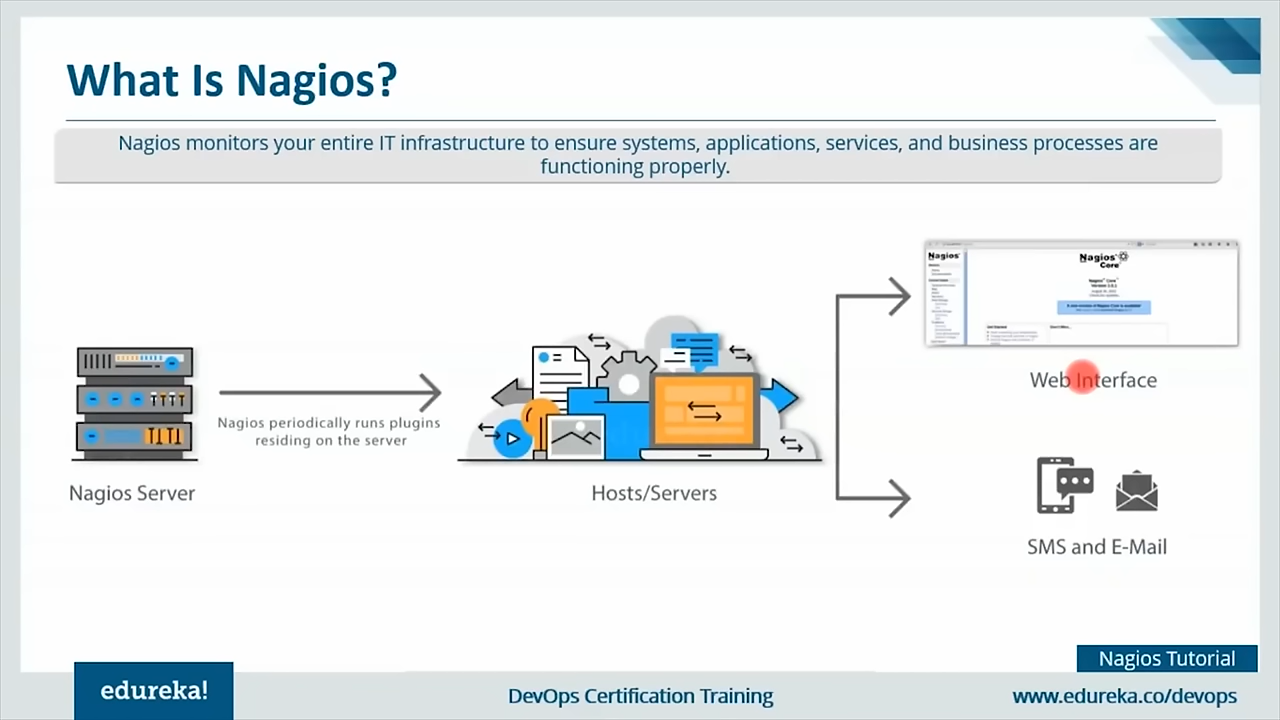 What Is Nagios?
Nagios monitors your entire IT infrastructure to ensure systems, applications, services, and business processes are
functioning properly.
Nagios
Nagios
Core
Nagios Core
Nagios periodically runs plugins
residing on the server
Web Interface
Nagios Server
Hosts/Servers
SMS and E-Mail
Nagios Tutorial
edureka!
DevOps Certification Training
www.edureka.co/devops